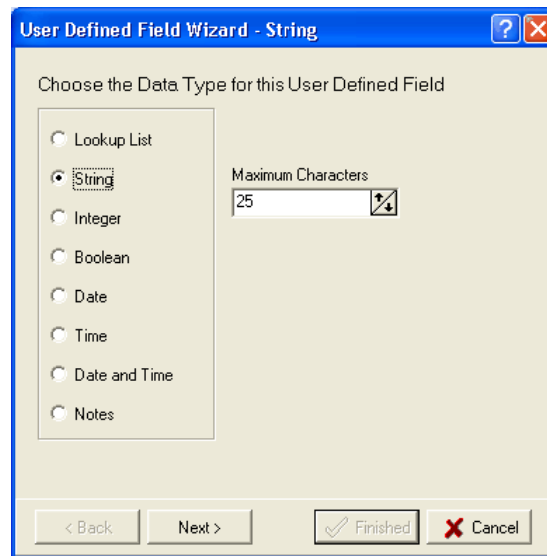 User Defined Field Wizard - String
Choose the Data Type for this User Defined Field
Lookup List
String
Maximum Characters
25
Integer
Boolean
Date
Time
Date and Time
Notes
< Back
Next >
Finished
Cancel